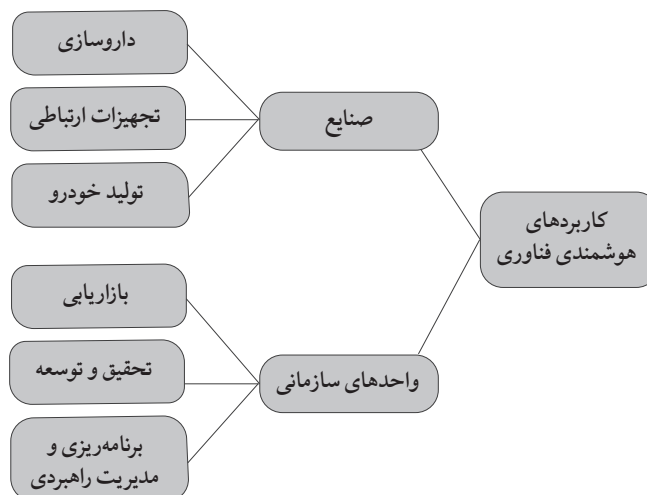 کاربردهای
هوشمندی فناوری
صنایع
داروسازی
تجهیزات ارتباطی
تولید خودرو
واحدهای سازمانی
بازاریابی
تحقیق و توسعه
برنامه‌ریزی و
مدیریت راهبردی